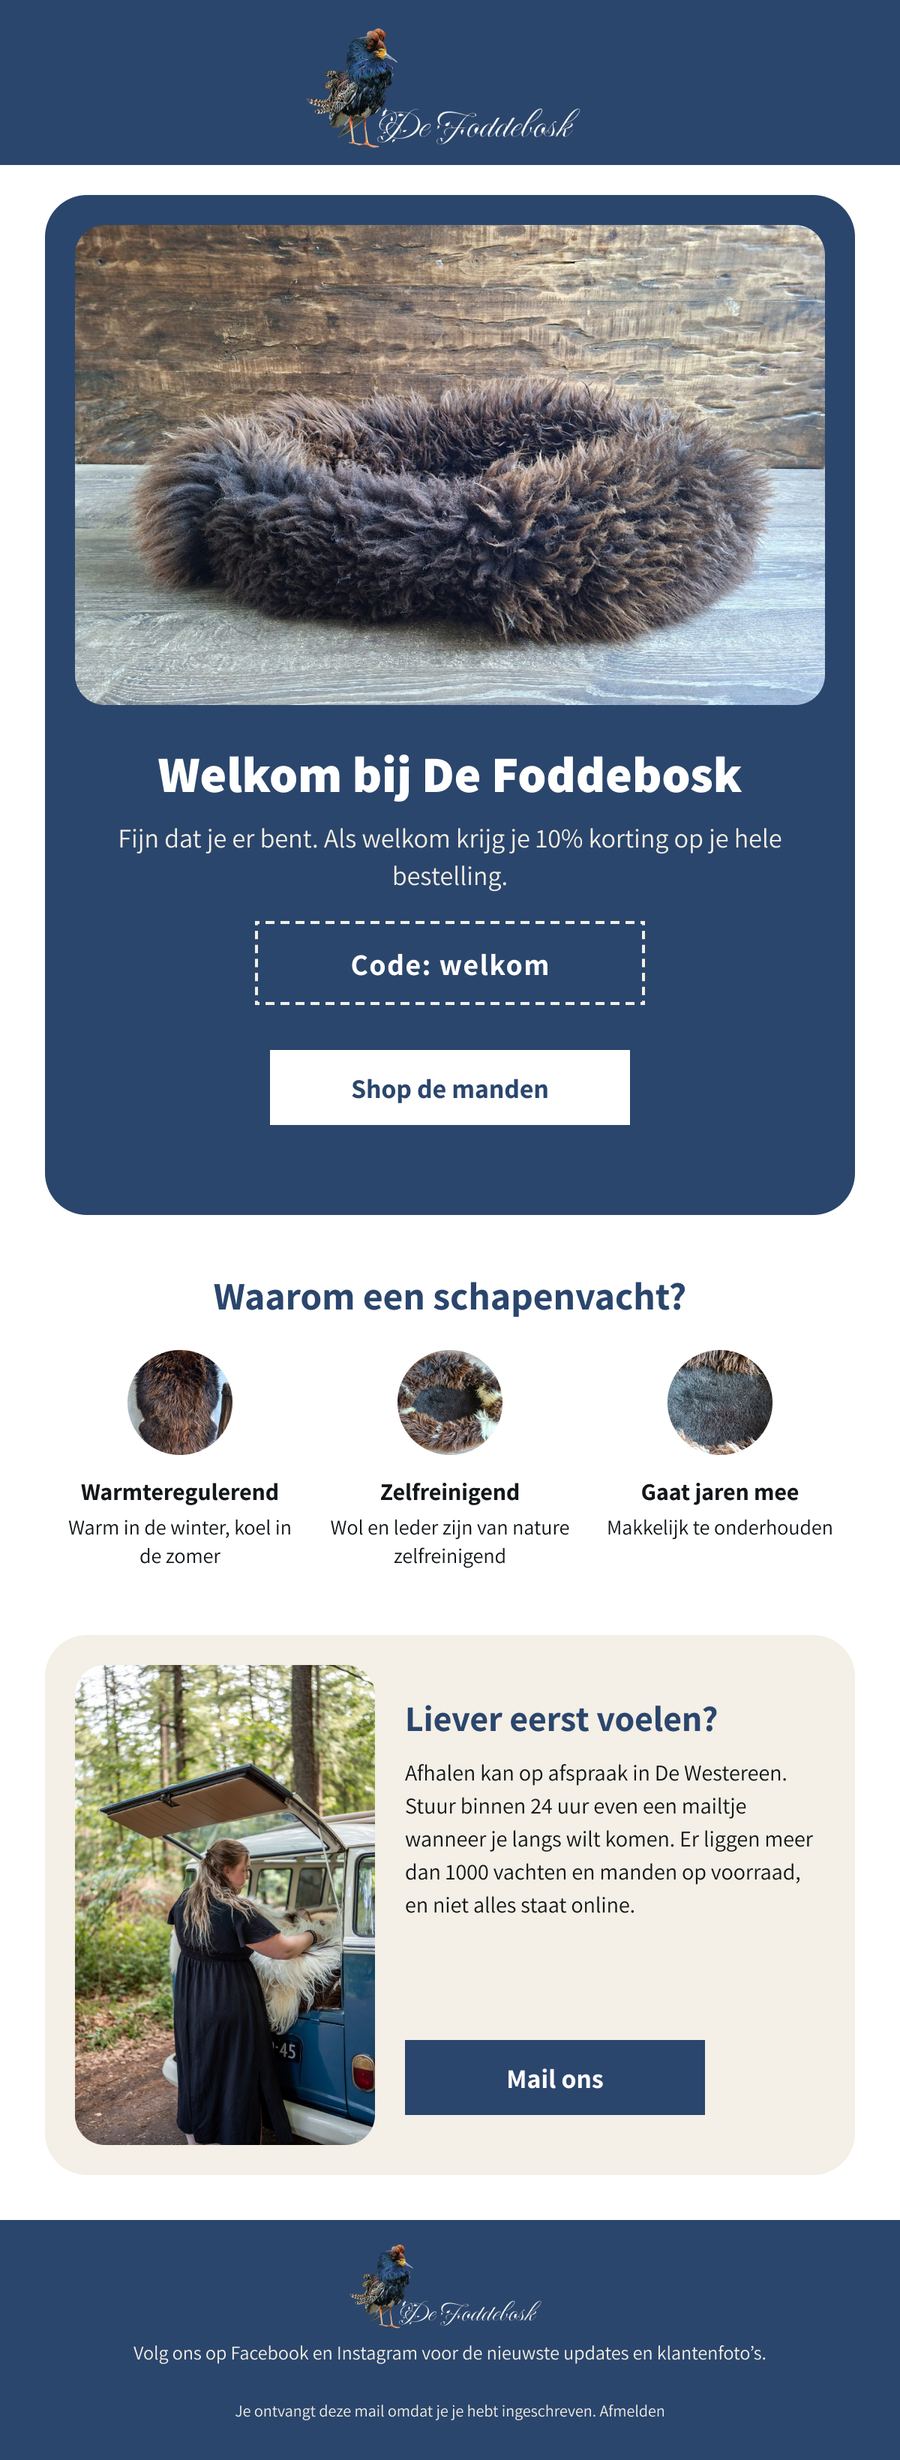 De Foddebosk
Welkom bij De Foddebosk
Fijn dat je er bent. Als welkom krijg je 10% korting op je hele
bestelling.
Code: welkom
Shop de manden
Waarom een schapenvacht?
Warmteregulerend
Warm in de winter, koel in
de zomer
Zelfreinigend
Wol en leder zijn van nature
zelfreinigend
Gaat jaren mee
Makkelijk te onderhouden
Liever eerst voelen?
Afhalen kan op afspraak in De Westereen.
Stuur binnen 24 uur even een mailtje
wanneer je langs wilt komen. Er liggen meer
dan 1000 vachten en manden op voorraad,
en niet alles staat online.
45
Mail ons
De Foddebosk
Volg ons op Facebook en Instagram voor de nieuwste updates en klantenfoto’s.
Je ontvangt deze mail omdat je je hebt ingeschreven. Afmelden